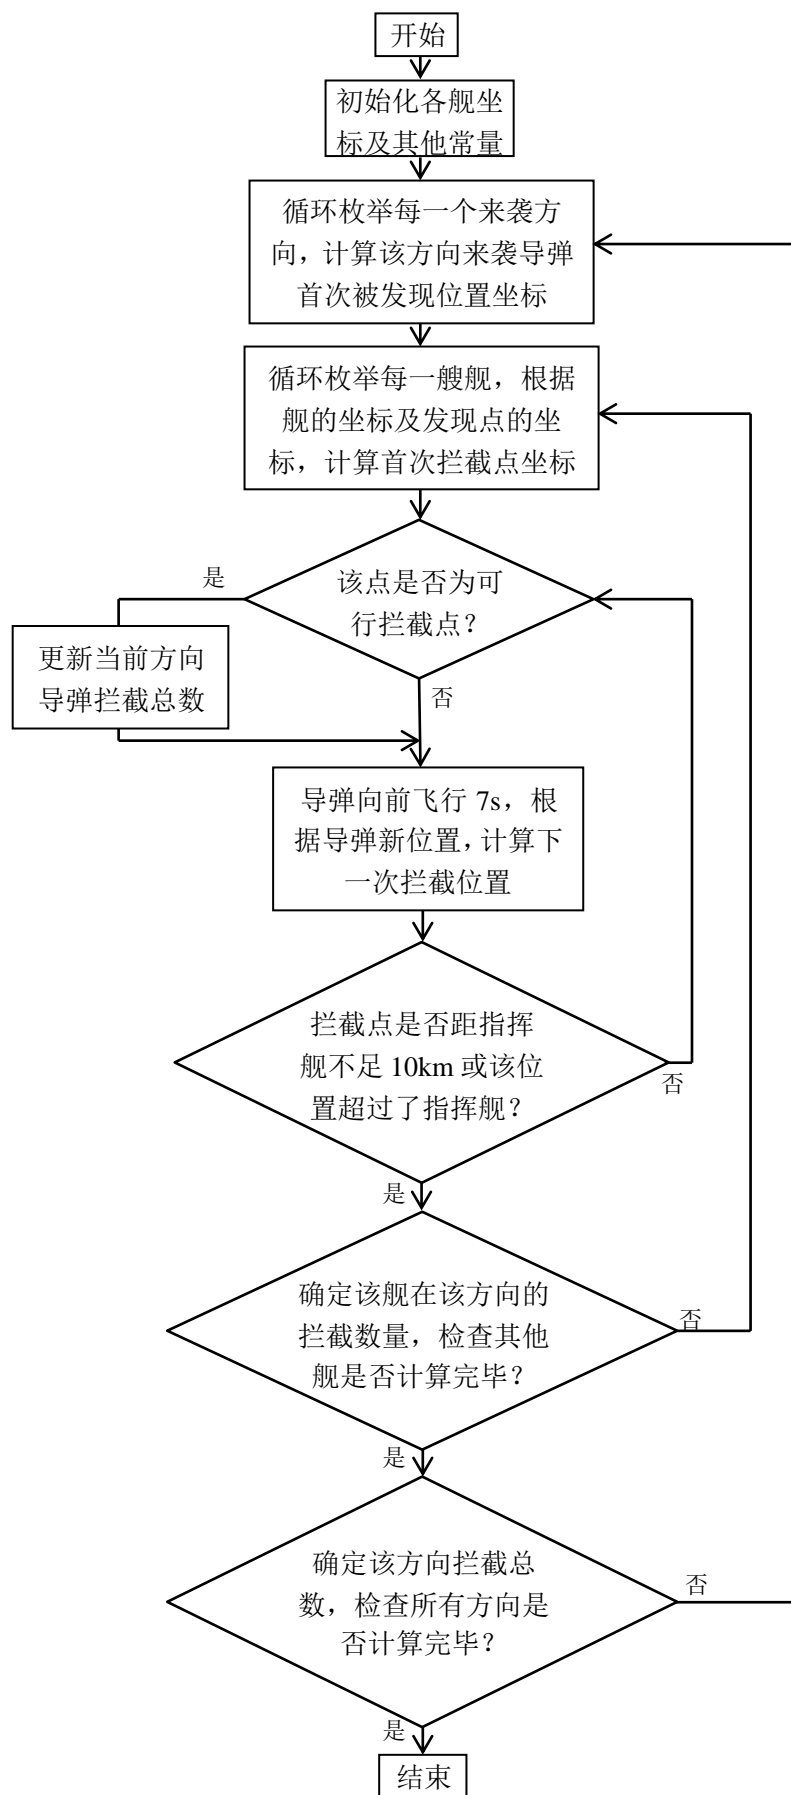 开始
初始化各舰坐
标及其他常量
循环枚举每一个来袭方
向，计算该方向来袭导弹
首次被发现位置坐标
循环枚举每一艘舰，根据
舰的坐标及发现点的坐
标，计算首次拦截点坐标
是
该点是否为可
行拦截点？
更新当前方向
导弹拦截总数
否
导弹向前飞行 7s，根
据导弹新位置，计算下
一次拦截位置
拦截点是否距指挥
舰不足 10km 或该位
置超过了指挥舰？
否
是
确定该舰在该方向的
拦截数量，检查其他
舰是否计算完毕？
否
是
确定该方向拦截总
数，检查所有方向是
否计算完毕？
否
是
结束